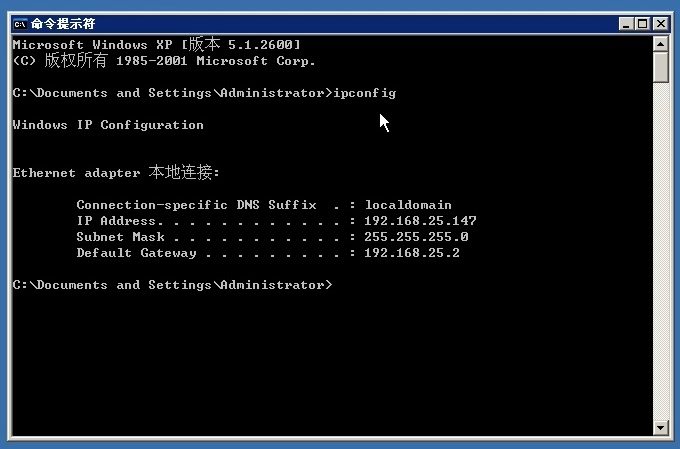 命令提示符
Microsoft Windows XP [版本 5.1.2600]
(C) 版权所有 1985-2001 Microsoft Corp.
C:\Documents and Settings\Administrator>ipconfig
Windows IP Configuration
Ethernet adapter 本地连接:
Connection-specific DNS Suffix  . : localdomain
IP Address. . . . . . . . . . . . : 192.168.25.147
Subnet Mask . . . . . . . . . . . : 255.255.255.0
Default Gateway . . . . . . . . . : 192.168.25.2
C:\Documents and Settings\Administrator>